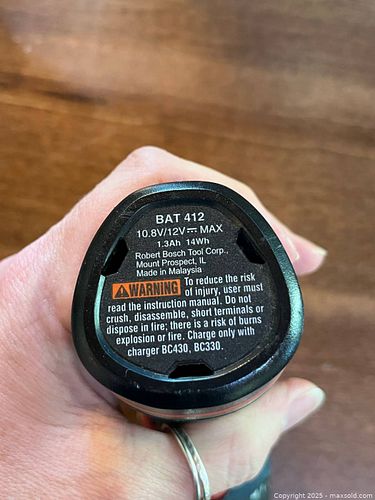 BAT 412
10.8V/12V⎓MAX
1.3Ah 14Wh
Robert Bosch Tool Corp.,
Mount Prospect, IL
Made in Malaysia
⚠WARNING To reduce the risk
of injury, user must
read the instruction manual. Do not
crush, disassemble, short terminals or
dispose in fire; there is a risk of burns
explosion or fire. Charge only with
charger BC430, BC330.
Copyright 2025 - maxsold.com